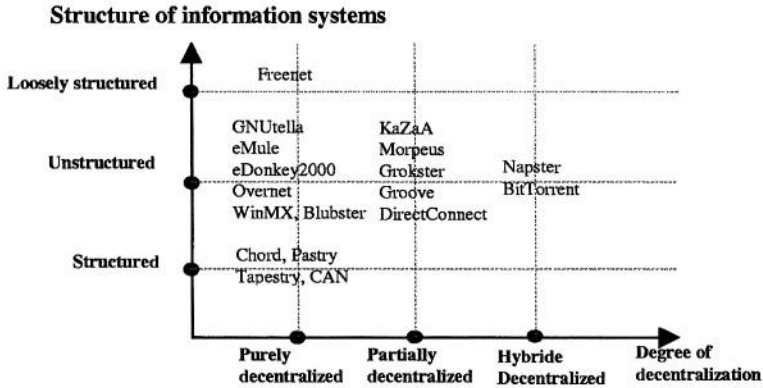 Structure of information systems
Loosely structured
Freenet
Unstructured
GNUtella
eMule
eDonkey2000
Overnet
WinMX, Blubster
KaZaA
Morpeus
Grokster
Groove
DirectConnect
Napster
BitTorrent
Structured
Chord, Pastry
Tapestry, CAN
Purely
decentralized
Partially
decentralized
Hybride
Decentralized
Degree of
decentralization